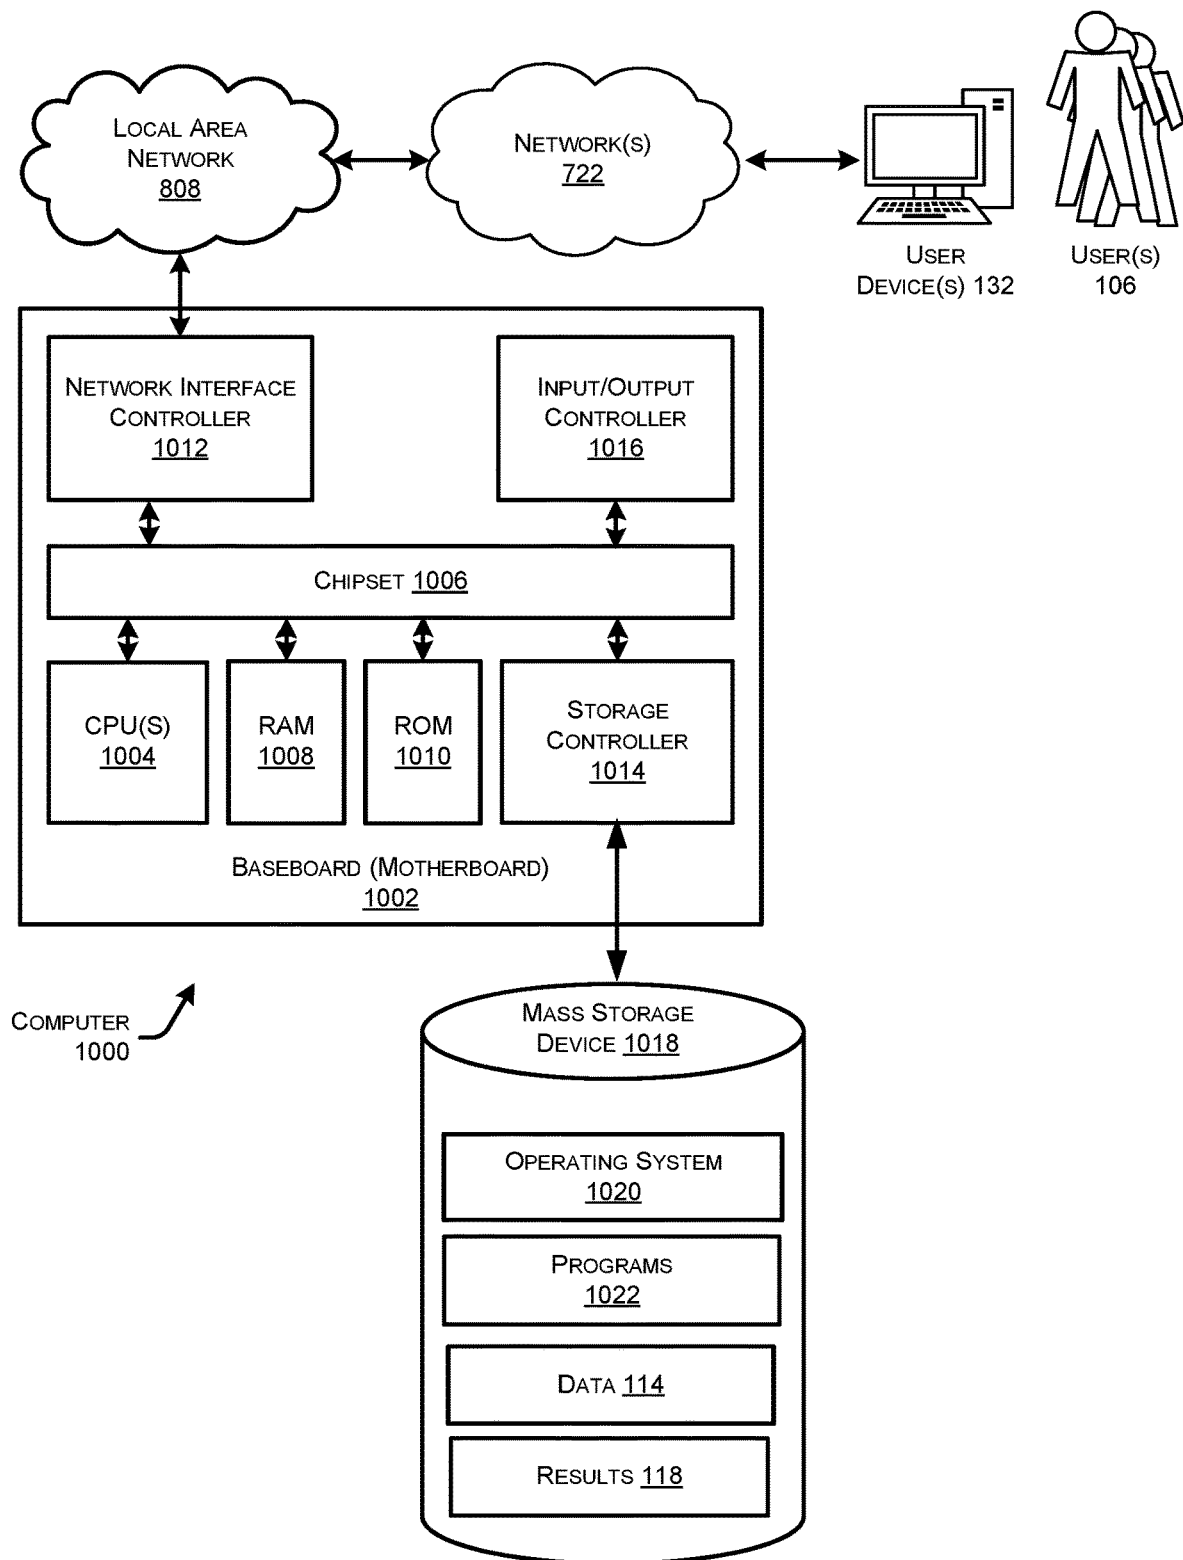 Local Area
Network
808
Network(s)
722
User
Device(s) 132
User(s)
106
Network Interface
Controller
1012
Input/Output
Controller
1016
Chipset 1006
CPU(s)
1004
RAM
1008
ROM
1010
Storage
Controller
1014
Baseboard (Motherboard)
1002
Computer
1000
Mass Storage
Device 1018
Operating System
1020
Programs
1022
Data 114
Results 118